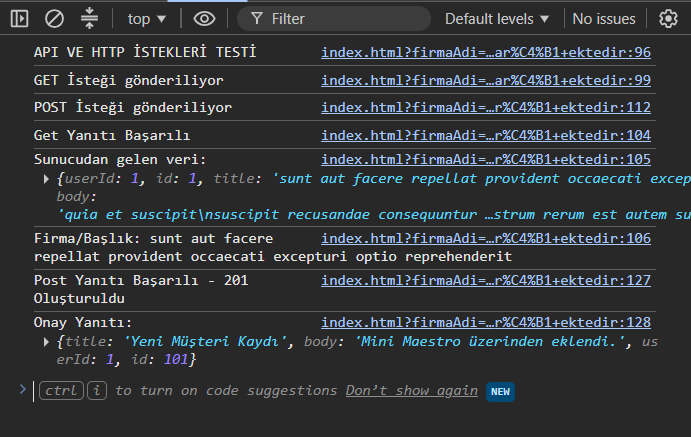 top
Filter
Default levels
No issues
API VE HTTP İSTEKLERİ TESTİ index.html?firmaAdi=…ar%C4%B1+ektedir:96
GET İsteği gönderiliyor index.html?firmaAdi=…ar%C4%B1+ektedir:99
POST İsteği gönderiliyor index.html?firmaAdi=…r%C4%B1+ektedir:112
Get Yanıtı Başarılı index.html?firmaAdi=…r%C4%B1+ektedir:104
Sunucudan gelen veri: index.html?firmaAdi=…r%C4%B1+ektedir:105
{userId: 1, id: 1, title: 'sunt aut facere repellat provident occaecati excep
body:
'quia et suscipit\nsuscipit recusandae consequuntur …strum rerum est autem su
Firma/Başlık: sunt aut facere index.html?firmaAdi=…r%C4%B1+ektedir:106
repellat provident occaecati excepturi optio reprehenderit
Post Yanıtı Başarılı - 201 index.html?firmaAdi=…r%C4%B1+ektedir:127
Oluşturuldu
Onay Yanıtı: index.html?firmaAdi=…r%C4%B1+ektedir:128
{title: 'Yeni Müşteri Kaydı', body: 'Mini Maestro üzerinden eklendi.', us
erId: 1, id: 101}
ctrl i to turn on code suggestions Don't show again NEW